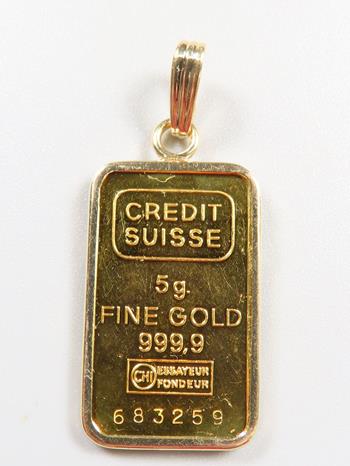 CREDIT
SUISSE
5g.
FINE GOLD
999,9
CHI ESSAYEUR
FONDEUR
683259